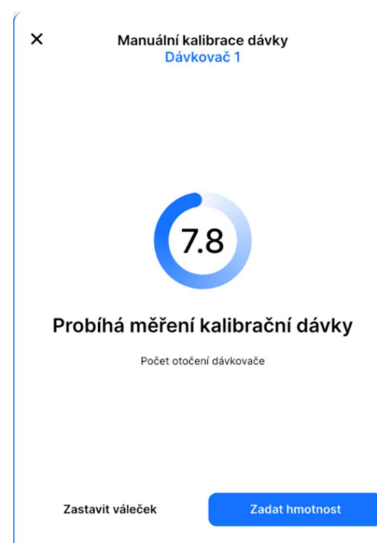 Manuální kalibrace dávky
Dávkovač 1
7.8
Probíhá měření kalibrační dávky
Počet otočení dávkovače
Zastavit váleček
Zadat hmotnost